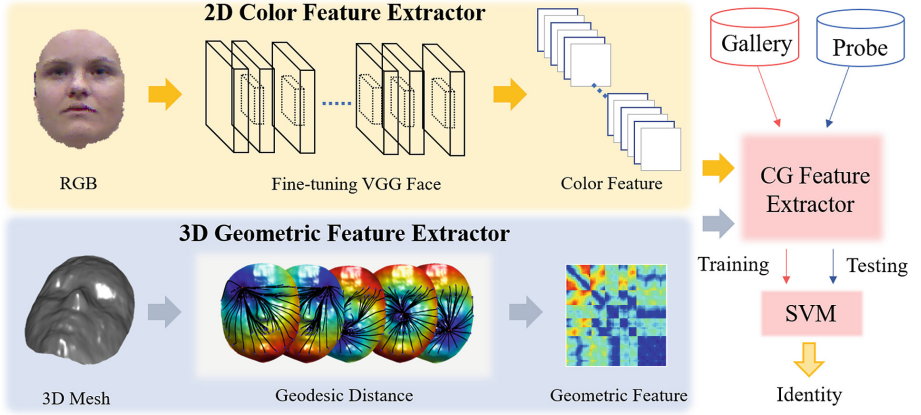 2D Color Feature Extractor
RGB
Fine-tuning VGG Face
Color Feature
3D Geometric Feature Extractor
3D Mesh
Geodesic Distance
Geometric Feature
Gallery
Probe
CG Feature
Extractor
Training
Testing
SVM
Identity